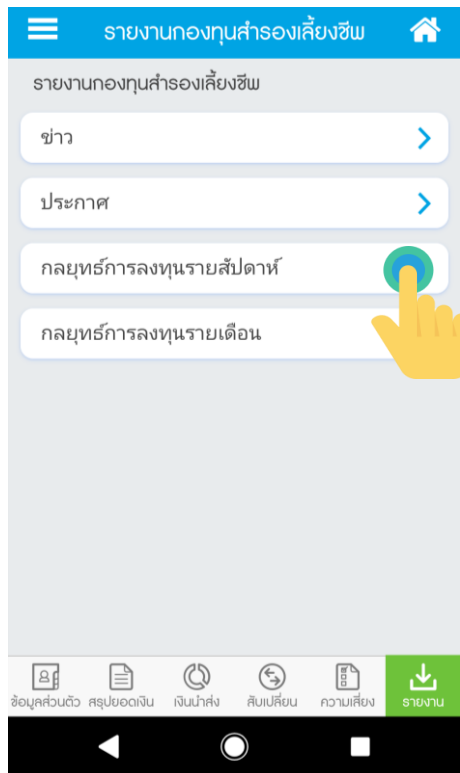 รายงานกองทุนสำรองเลี้ยงชีพ
รายงานกองทุนสำรองเลี้ยงชีพ
ข่าว
ประกาศ
กลยุทธ์การลงทุนรายสัปดาห์
กลยุทธ์การลงทุนรายเดือน
ข้อมูลส่วนตัว สรุปยอดเงิน เงินนำส่ง สับเปลี่ยน ความเสี่ยง รายงาน